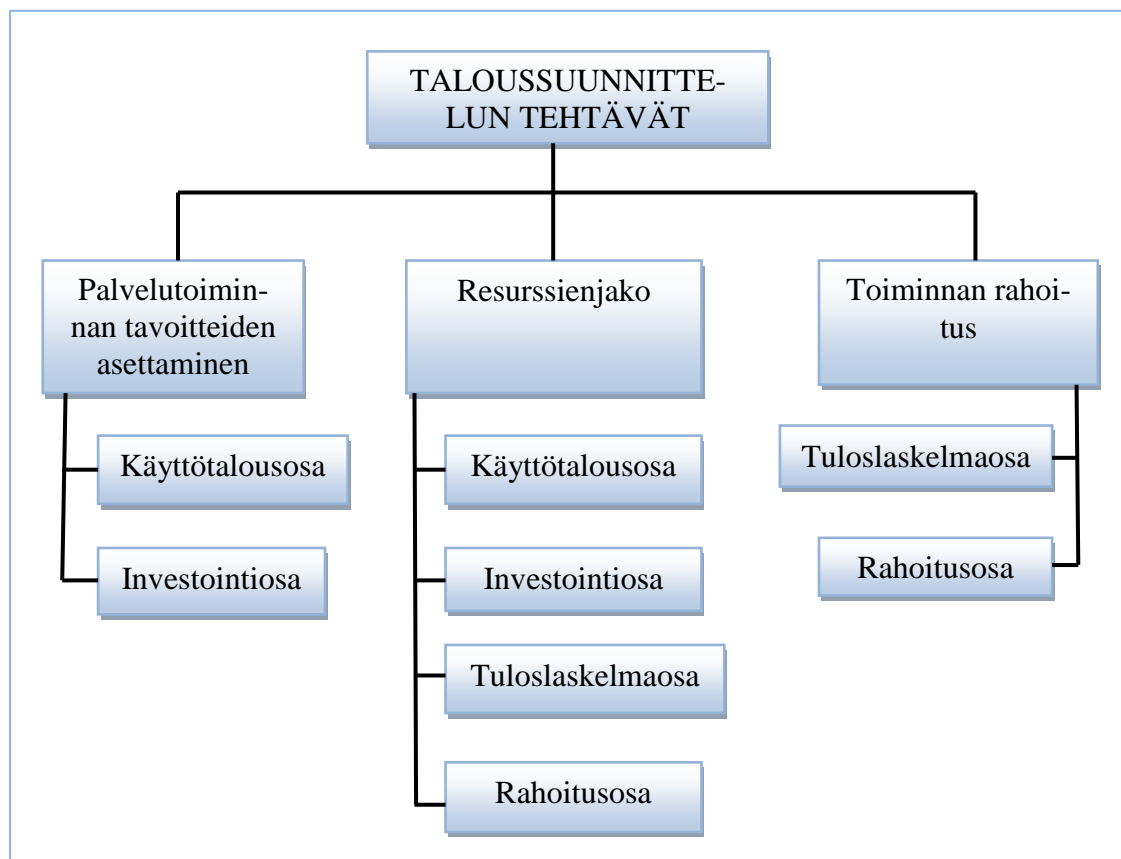 TALOUSSUUNNITTE-
LUN TEHTÄVÄT
Palvelutoimin-
nan tavoitteiden
asettaminen
Käyttötalousosa
Investointiosa
Resurssienjako
Käyttötalousosa
Investointiosa
Tuloslaskelmaosa
Rahoitusosa
Toiminnan rahoi-
tus
Tuloslaskelmaosa
Rahoitusosa